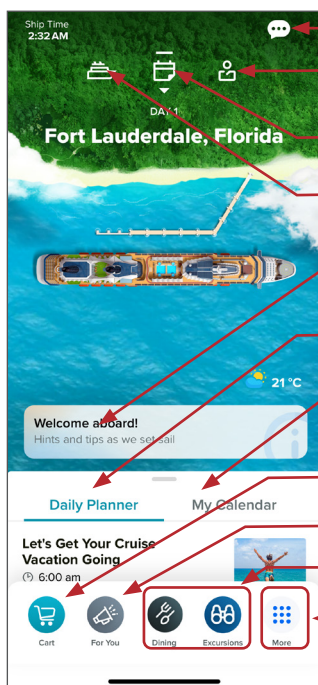 Ship Time
2:32 AM
DAY 1
Fort Lauderdale, Florida
21 °C
Welcome aboard!
Hints and tips as we set sail
Daily Planner
My Calendar
Let's Get Your Cruise
Vacation Going
6:00 am
Cart
For You
Dining
Excursions
More